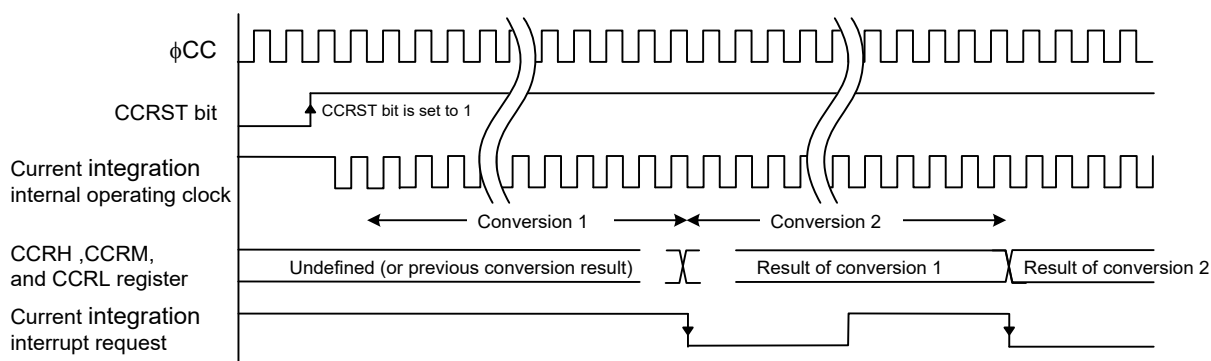 ϕCC
CCRST bit
CCRST bit is set to 1
Current integration
internal operating clock
Conversion 1
Conversion 2
CCRH ,CCRM,
and CCRL register
Undefined (or previous conversion result)
Result of conversion 1
Result of conversion 2
Current integration
interrupt request